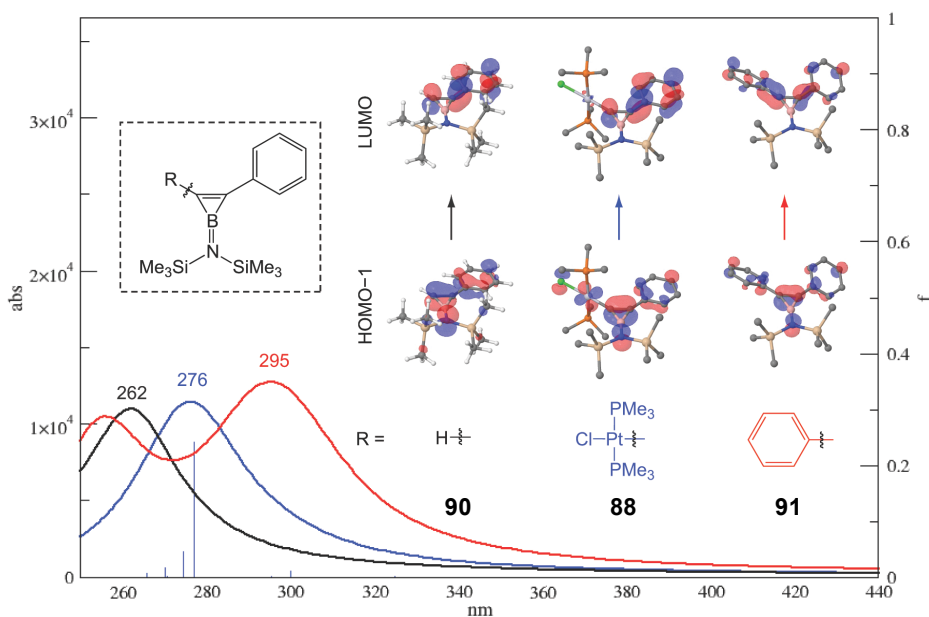 abs
3×10⁴
2×10⁴
1×10⁴
0
1
0.8
0.6
0.4
0.2
0
f
260
280
300
320
340
360
380
400
420
440
nm
LUMO
HOMO–1
R
B
N
Me₃Si
SiMe₃
262
276
295
R =
H
PMe₃
Cl
Pt
PMe₃
90
88
91